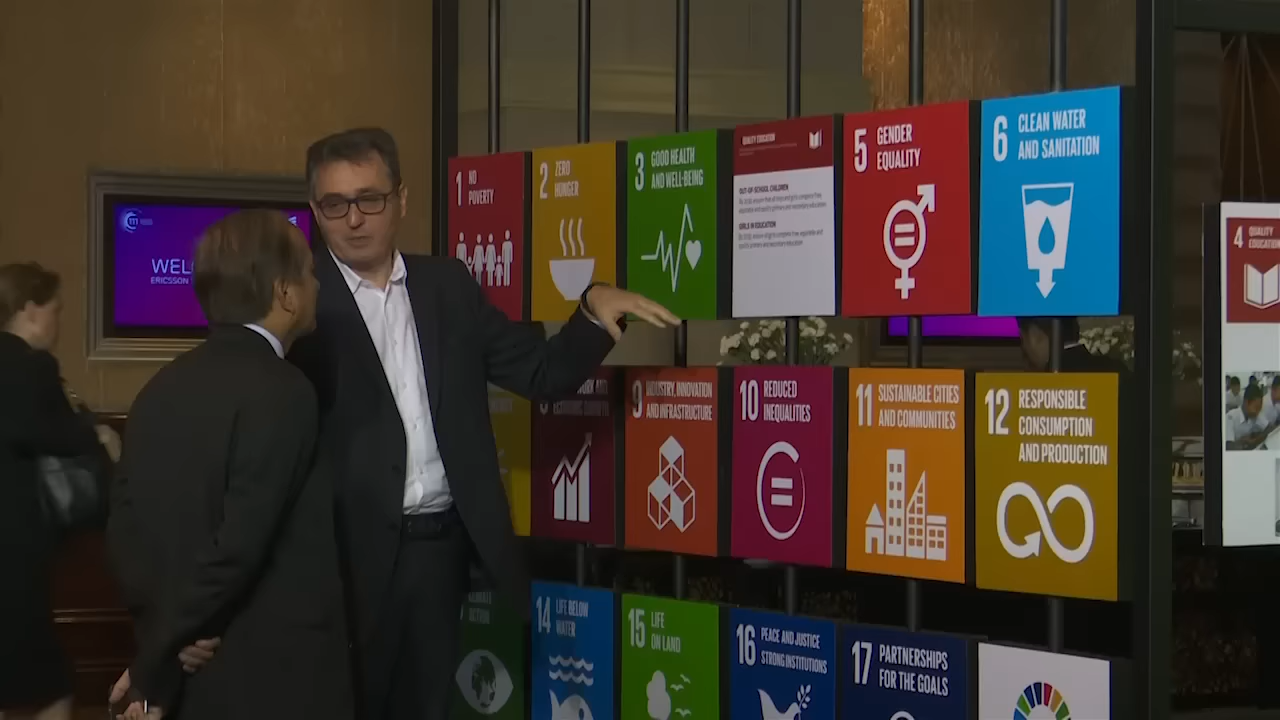 WEL
ERICSSON
1 NO
POVERTY
2 ZERO
HUNGER
3 GOOD HEALTH
AND WELL-BEING
QUALITY EDUCATION
OUT-OF-SCHOOL CHILDREN
GIRLS IN EDUCATION
5 GENDER
EQUALITY
6 CLEAN WATER
AND SANITATION
4 QUALITY
EDUCATION
9 INDUSTRY, INNOVATION
AND INFRASTRUCTURE
10 REDUCED
INEQUALITIES
11 SUSTAINABLE CITIES
AND COMMUNITIES
12 RESPONSIBLE
CONSUMPTION
AND PRODUCTION
ACTION
14 LIFE BELOW
WATER
15 LIFE
ON LAND
16 PEACE AND JUSTICE
STRONG INSTITUTIONS
17 PARTNERSHIPS
FOR THE GOALS